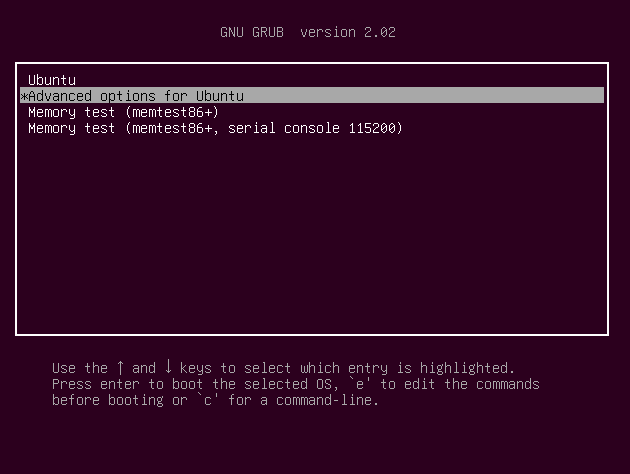 GNU GRUB  version 2.02
Ubuntu
*Advanced options for Ubuntu
Memory test (memtest86+)
Memory test (memtest86+, serial console 115200)
Use the ↑ and ↓ keys to select which entry is highlighted.
Press enter to boot the selected OS, `e' to edit the commands
before booting or `c' for a command-line.